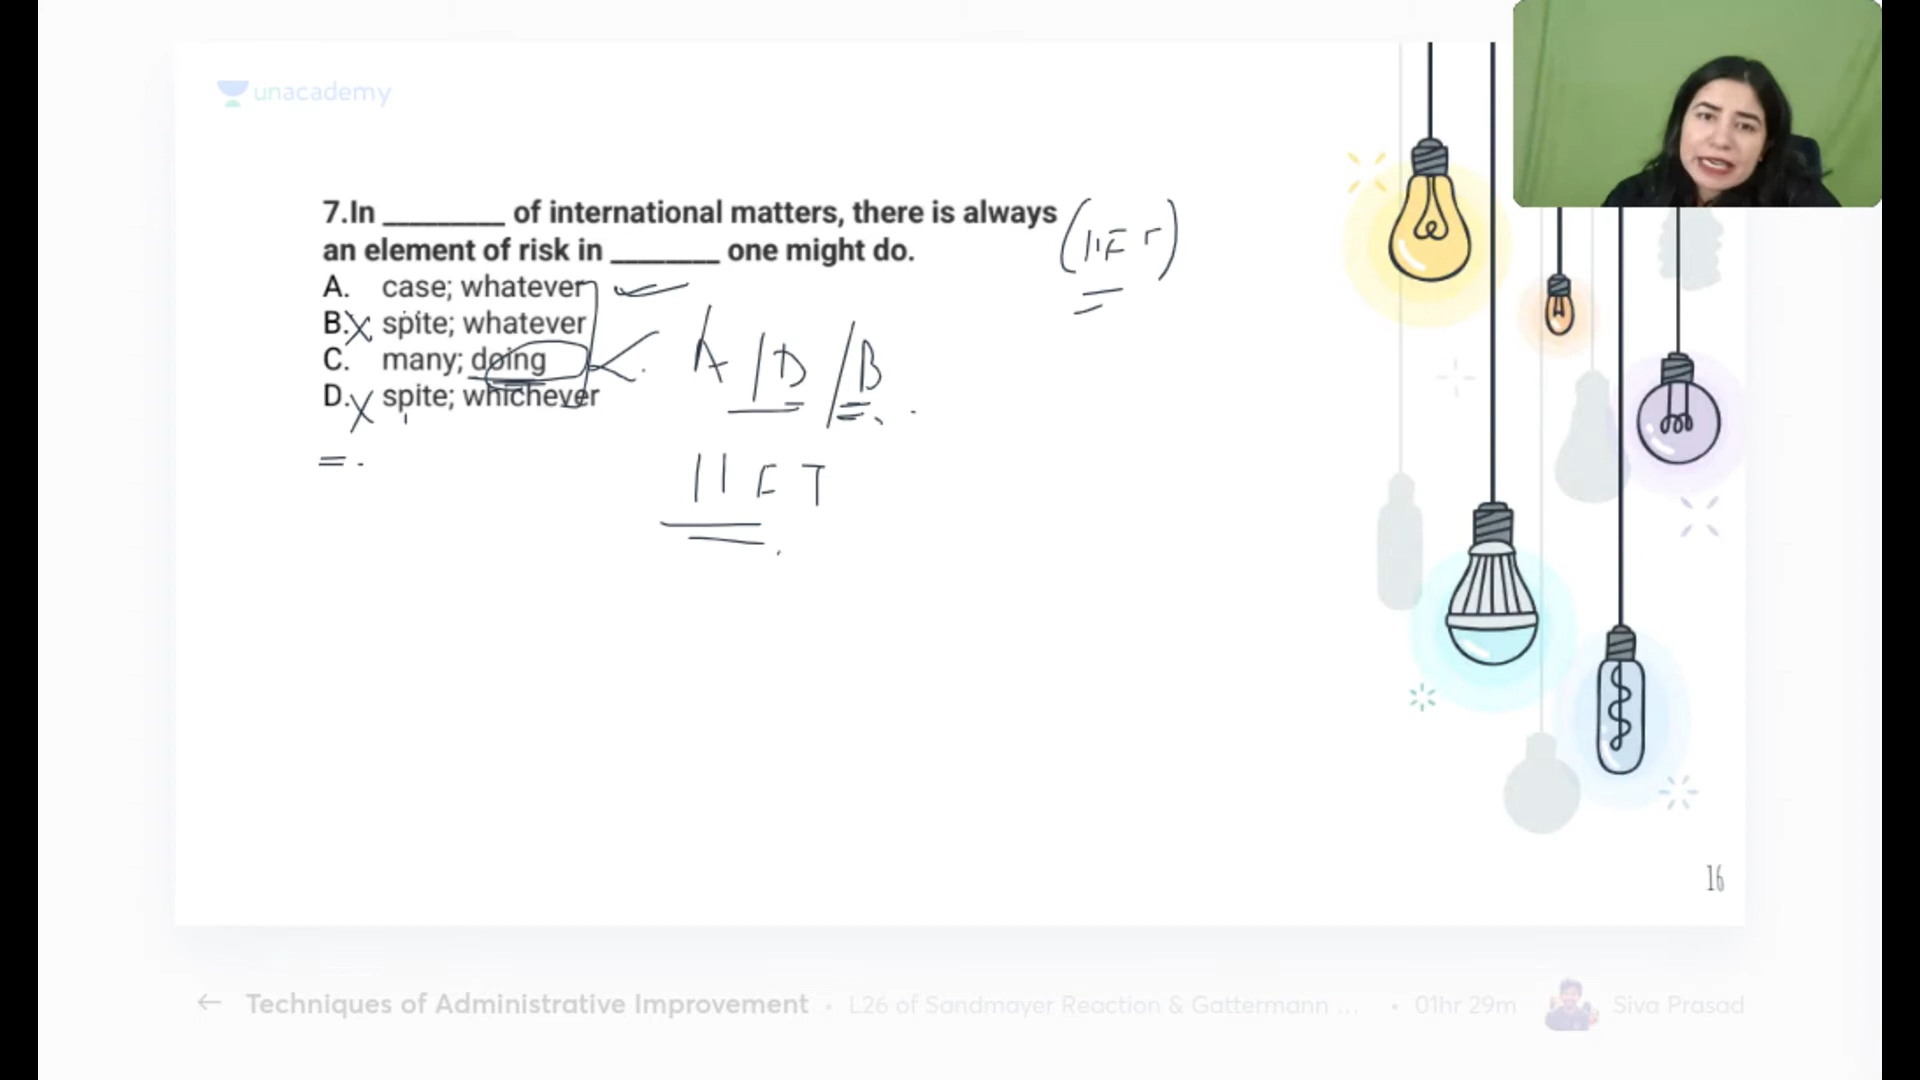 unacademy
7.In ________ of international matters, there is always
an element of risk in _______ one might do.
(IIFT)
A. case; whatever
B.X spite; whatever
C. many; doing
D.X spite; whichever
A / D / B
=.
IIFT
16
← Techniques of Administrative Improvement • L26 of Sandmayer Reaction & Gattermann ... • 01hr 29m Siva Prasad